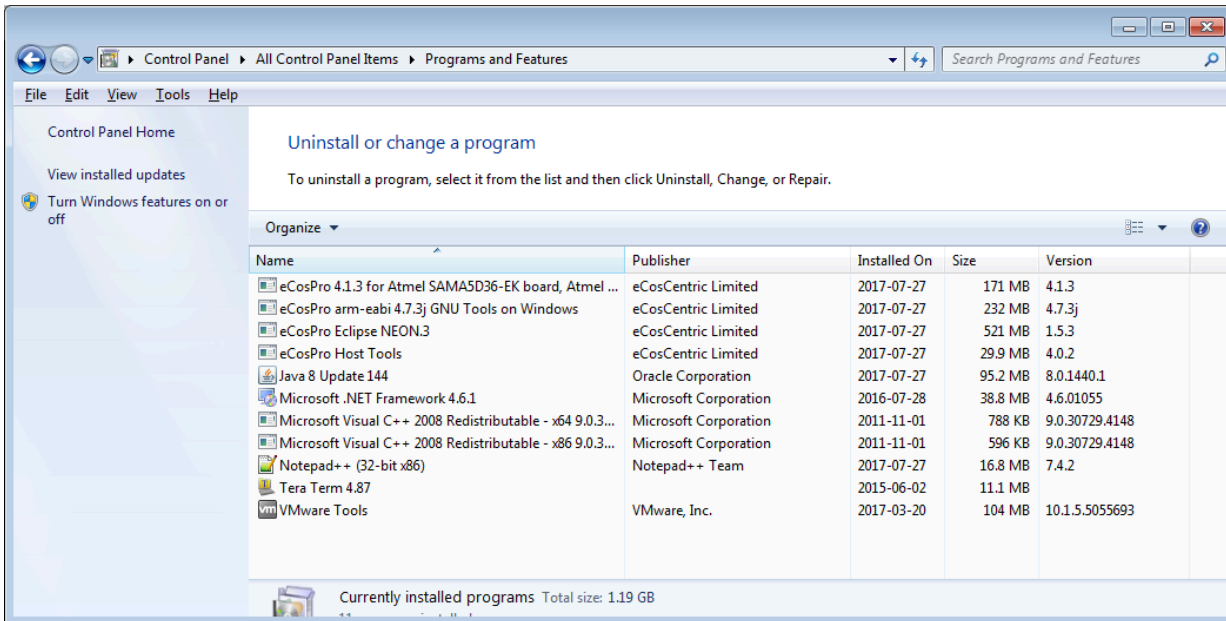 Control Panel All Control Panel Items Programs and Features Search Programs and Features
File Edit View Tools Help
Control Panel Home
View installed updates
Turn Windows features on or
off
Uninstall or change a program
To uninstall a program, select it from the list and then click Uninstall, Change, or Repair.
Organize
Name Publisher Installed On Size Version
eCosPro 4.1.3 for Atmel SAMA5D36-EK board, Atmel ... eCosCentric Limited 2017-07-27 171 MB 4.1.3
eCosPro arm-eabi 4.7.3j GNU Tools on Windows eCosCentric Limited 2017-07-27 232 MB 4.7.3j
eCosPro Eclipse NEON.3 eCosCentric Limited 2017-07-27 521 MB 1.5.3
eCosPro Host Tools eCosCentric Limited 2017-07-27 29.9 MB 4.0.2
Java 8 Update 144 Oracle Corporation 2017-07-27 95.2 MB 8.0.1440.1
Microsoft .NET Framework 4.6.1 Microsoft Corporation 2016-07-28 38.8 MB 4.6.01055
Microsoft Visual C++ 2008 Redistributable - x64 9.0.3... Microsoft Corporation 2011-11-01 788 KB 9.0.30729.4148
Microsoft Visual C++ 2008 Redistributable - x86 9.0.3... Microsoft Corporation 2011-11-01 596 KB 9.0.30729.4148
Notepad++ (32-bit x86) Notepad++ Team 2017-07-27 16.8 MB 7.4.2
Tera Term 4.87 2015-06-02 11.1 MB
vm VMware Tools VMware, Inc. 2017-03-20 104 MB 10.1.5.5055693
Currently installed programs Total size: 1.19 GB